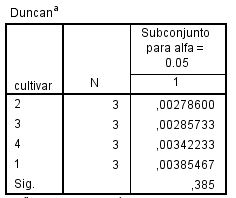 Duncanª
Subconjunto
para alfa =
0.05
cultivar N 1
2 3 ,00278600
3 3 ,00285733
4 3 ,00342233
1 3 ,00385467
Sig. ,385